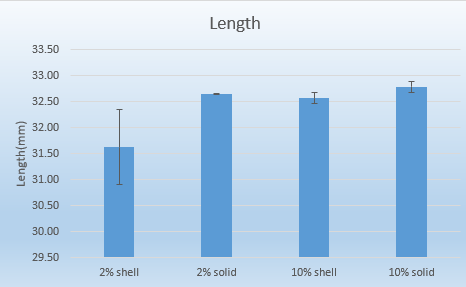 Length
33.50
33.00
32.50
32.00
31.50
31.00
30.50
30.00
29.50
Length(mm)
2% shell
2% solid
10% shell
10% solid